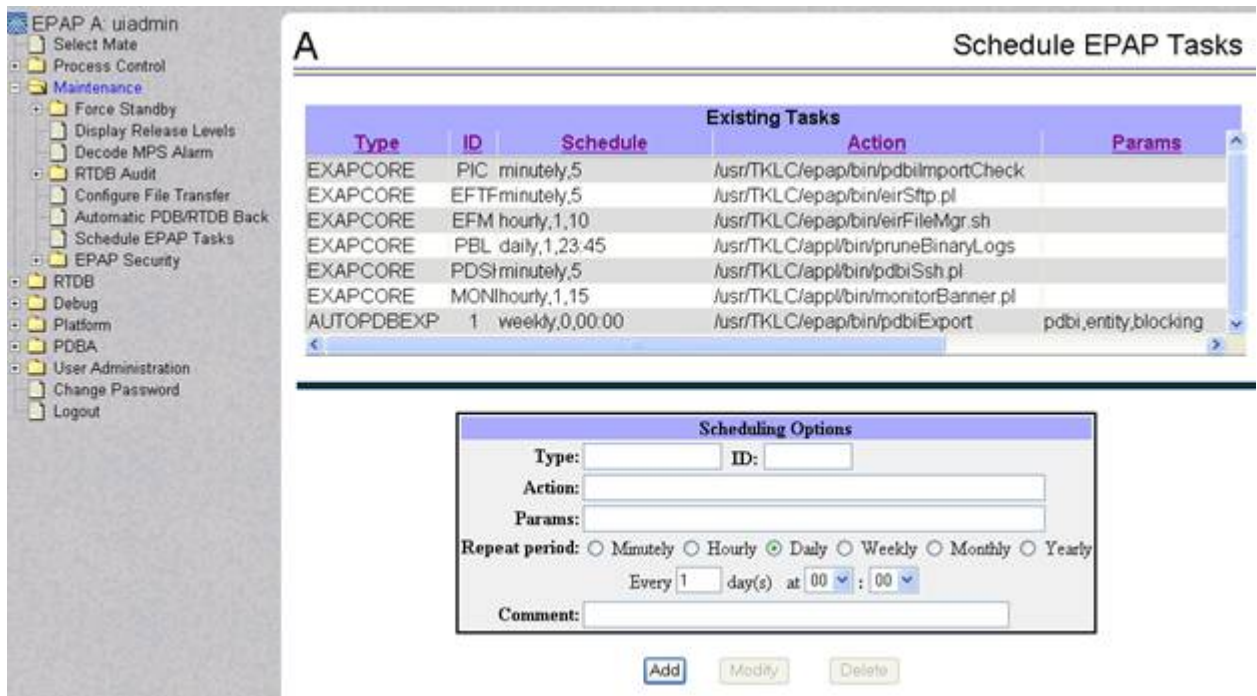 EPAP A: uiadmin
Select Mate
Process Control
Maintenance
Force Standby
Display Release Levels
Decode MPS Alarm
RTDB Audit
Configure File Transfer
Automatic PDB/RTDB Back
Schedule EPAP Tasks
EPAP Security
RTDB
Debug
Platform
PDBA
User Administration
Change Password
Logout
A
Schedule EPAP Tasks
Existing Tasks
Type ID Schedule Action Params
EXAPCORE PIC minutely,5 /usr/TKLC/epap/bin/pdbiImportCheck
EXAPCORE EFTF minutely,5 /usr/TKLC/epap/bin/eirSftp.pl
EXAPCORE EFM hourly,1,10 /usr/TKLC/epap/bin/eirFileMgr.sh
EXAPCORE PBL daily,1,23:45 /usr/TKLC/appl/bin/pruneBinaryLogs
EXAPCORE PDSH minutely,5 /usr/TKLC/appl/bin/pdbiSsh.pl
EXAPCORE MONI hourly,1,15 /usr/TKLC/appl/bin/monitorBanner.pl
AUTOPDBEXP 1 weekly,0,00:00 /usr/TKLC/epap/bin/pdbiExport pdbi,entity,blocking
Scheduling Options
Type: ID:
Action:
Params:
Repeat period: Minutely Hourly Daily Weekly Monthly Yearly
Every 1 day(s) at 00 : 00
Comment:
Add Modify Delete